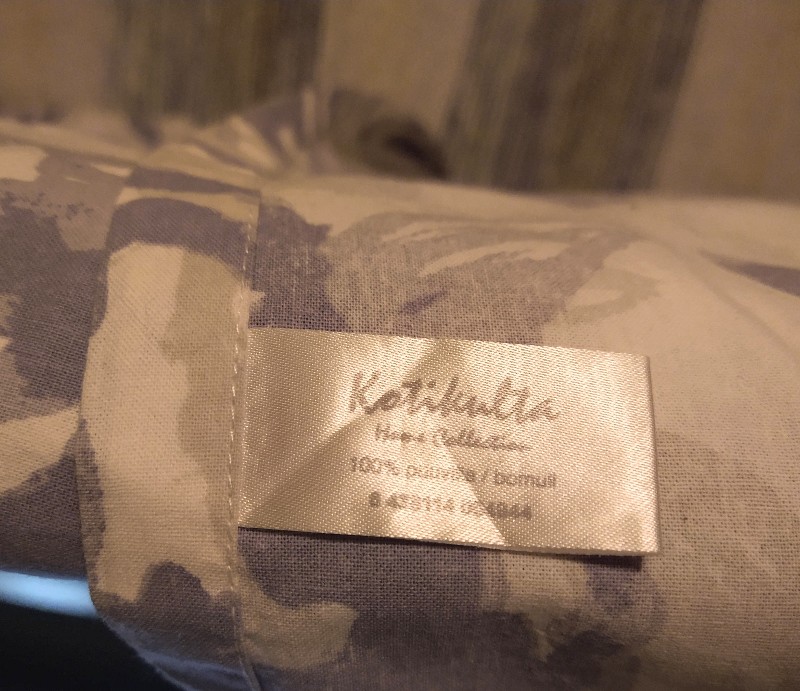 Kotikulta
Home Collection
100% puuvilla / bomull